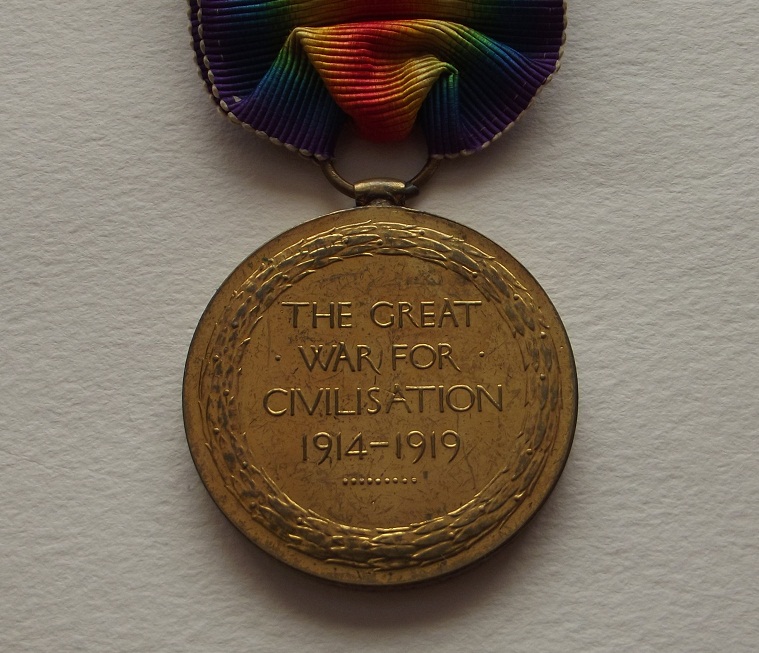 THE GREAT
· WAR FOR ·
CIVILISATION
1914-1919